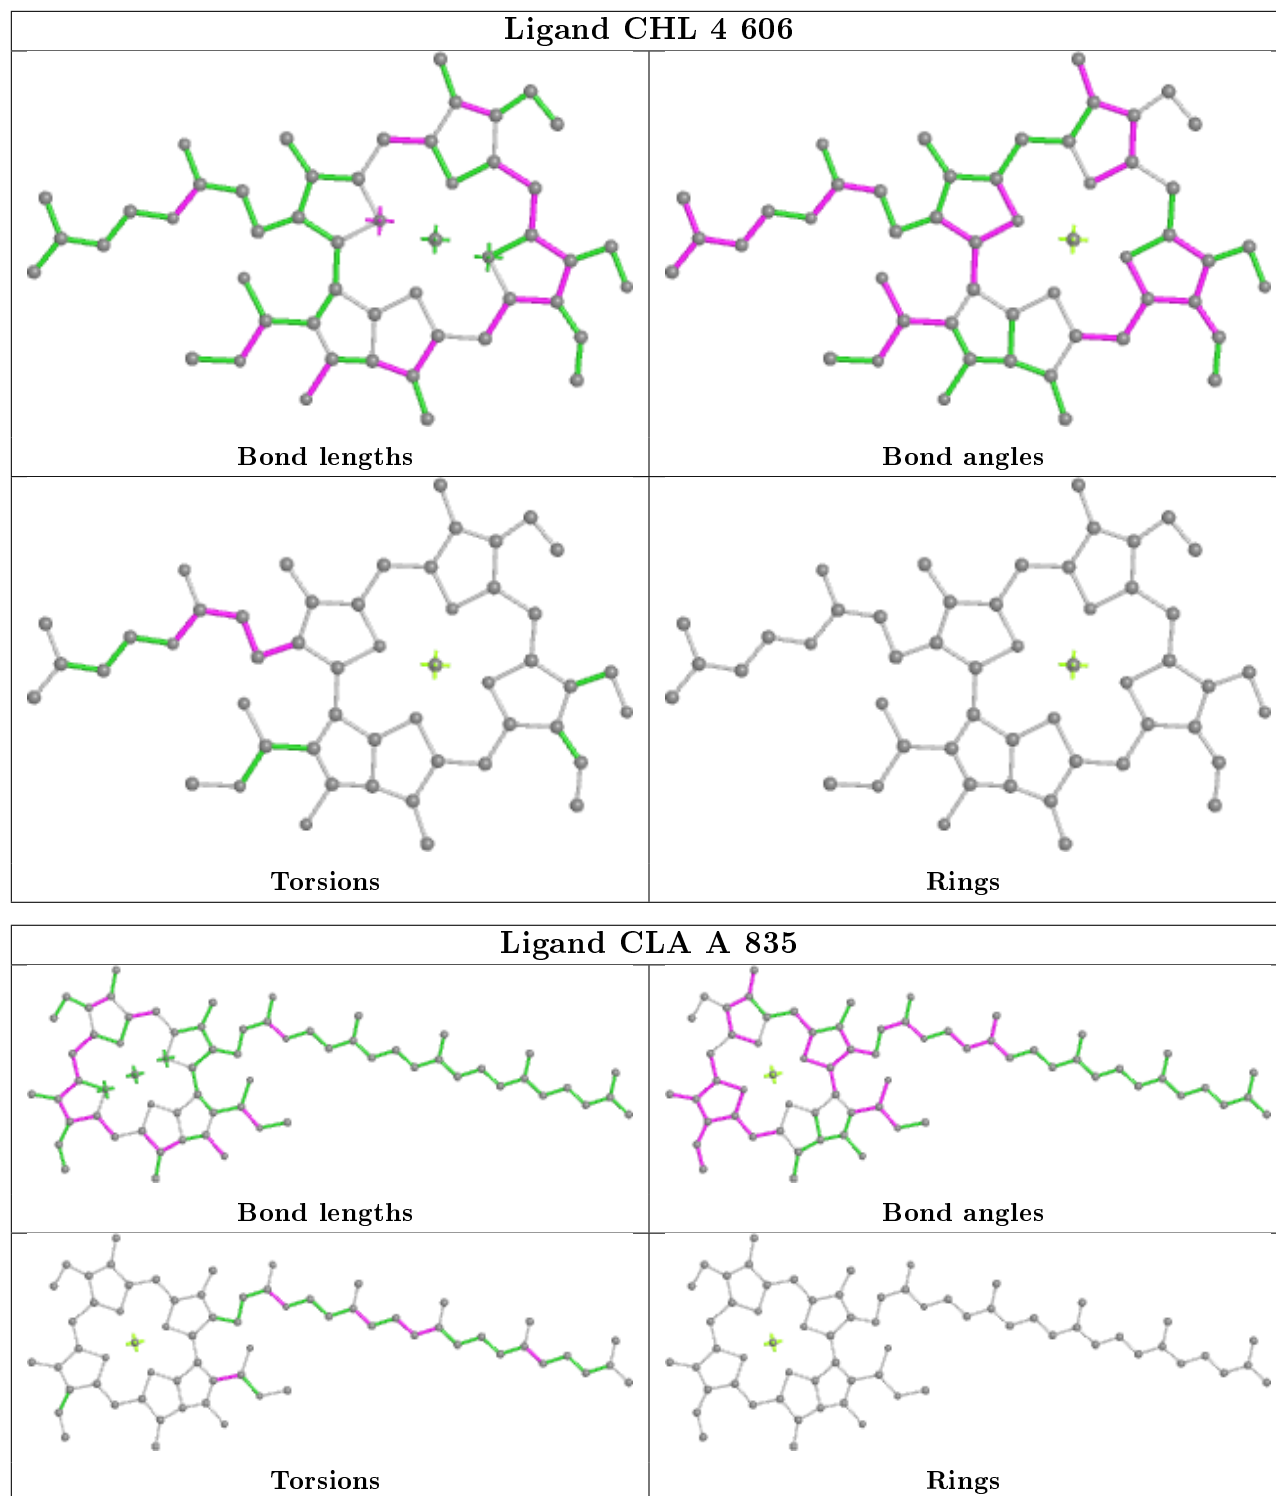 Ligand CHL 4 606
Bond lengths
Bond angles
Torsions
Rings
Ligand CLA A 835
Bond lengths
Bond angles
Torsions
Rings